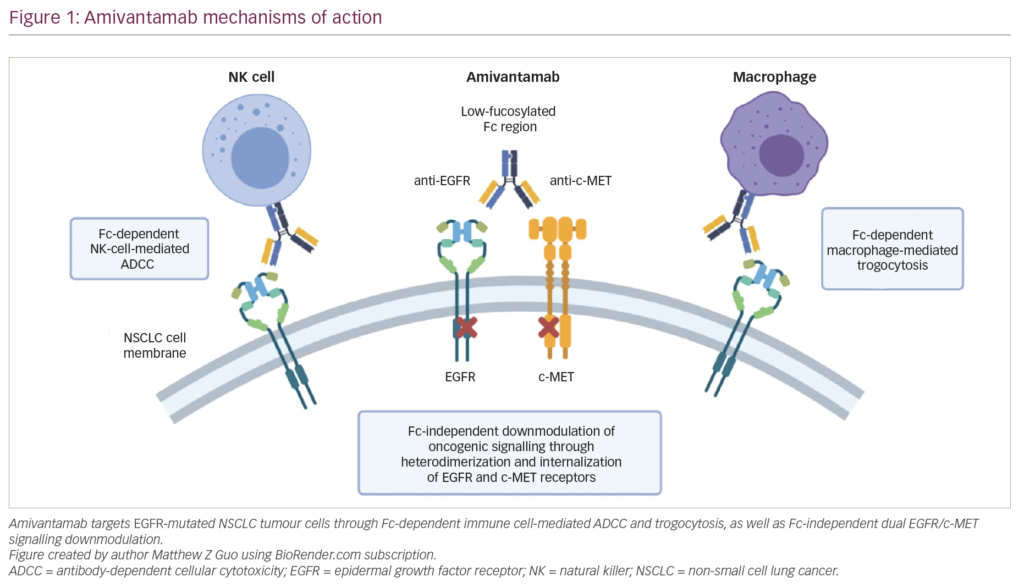 Figure 1: Amivantamab mechanisms of action
NK cell
Amivantamab
Macrophage
Low-fucosylated
Fc region
anti-EGFR
anti-c-MET
Fc-dependent
NK-cell-mediated
ADCC
Fc-dependent
macrophage-mediated
trogocytosis
NSCLC cell
membrane
EGFR
c-MET
Fc-independent downmodulation of
oncogenic signalling through
heterodimerization and internalization
of EGFR and c-MET receptors
Amivantamab targets EGFR-mutated NSCLC tumour cells through Fc-dependent immune cell-mediated ADCC and trogocytosis, as well as Fc-independent dual EGFR/c-MET
signalling downmodulation.
Figure created by author Matthew Z Guo using BioRender.com subscription.
ADCC = antibody-dependent cellular cytotoxicity; EGFR = epidermal growth factor receptor; NK = natural killer; NSCLC = non-small cell lung cancer.